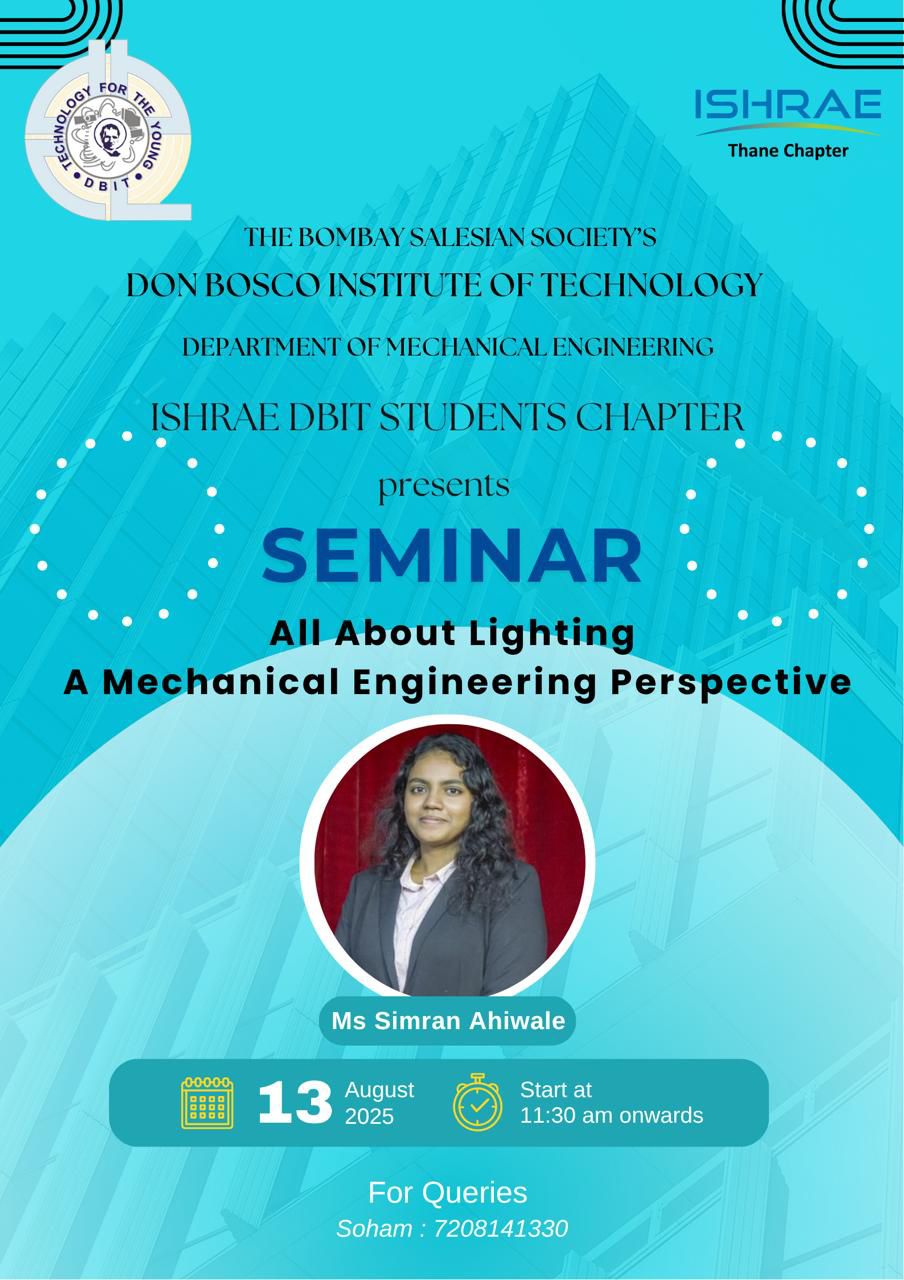 TECHNOLOGY FOR THE YOUNG
DBIT
ISHRAE
Thane Chapter
THE BOMBAY SALESIAN SOCIETY'S
DON BOSCO INSTITUTE OF TECHNOLOGY
DEPARTMENT OF MECHANICAL ENGINEERING
ISHRAE DBIT STUDENTS CHAPTER
presents
SEMINAR
All About Lighting
A Mechanical Engineering Perspective
Ms Simran Ahiwale
13 August 2025
Start at
11:30 am onwards
For Queries
Soham : 7208141330